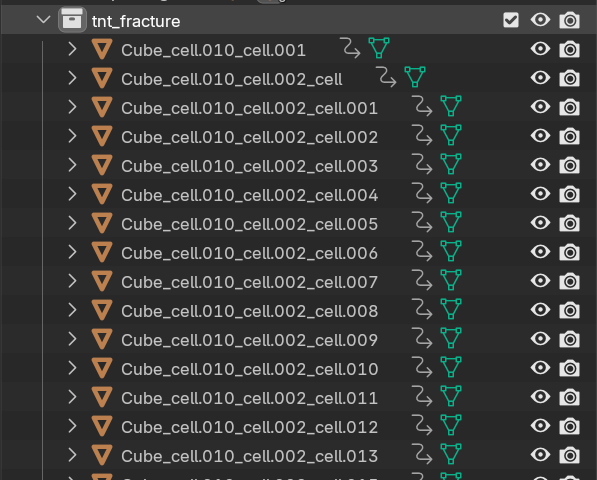 tnt_fracture
Cube_cell.010_cell.001
Cube_cell.010_cell.002_cell
Cube_cell.010_cell.002_cell.001
Cube_cell.010_cell.002_cell.002
Cube_cell.010_cell.002_cell.003
Cube_cell.010_cell.002_cell.004
Cube_cell.010_cell.002_cell.005
Cube_cell.010_cell.002_cell.006
Cube_cell.010_cell.002_cell.007
Cube_cell.010_cell.002_cell.008
Cube_cell.010_cell.002_cell.009
Cube_cell.010_cell.002_cell.010
Cube_cell.010_cell.002_cell.011
Cube_cell.010_cell.002_cell.012
Cube_cell.010_cell.002_cell.013